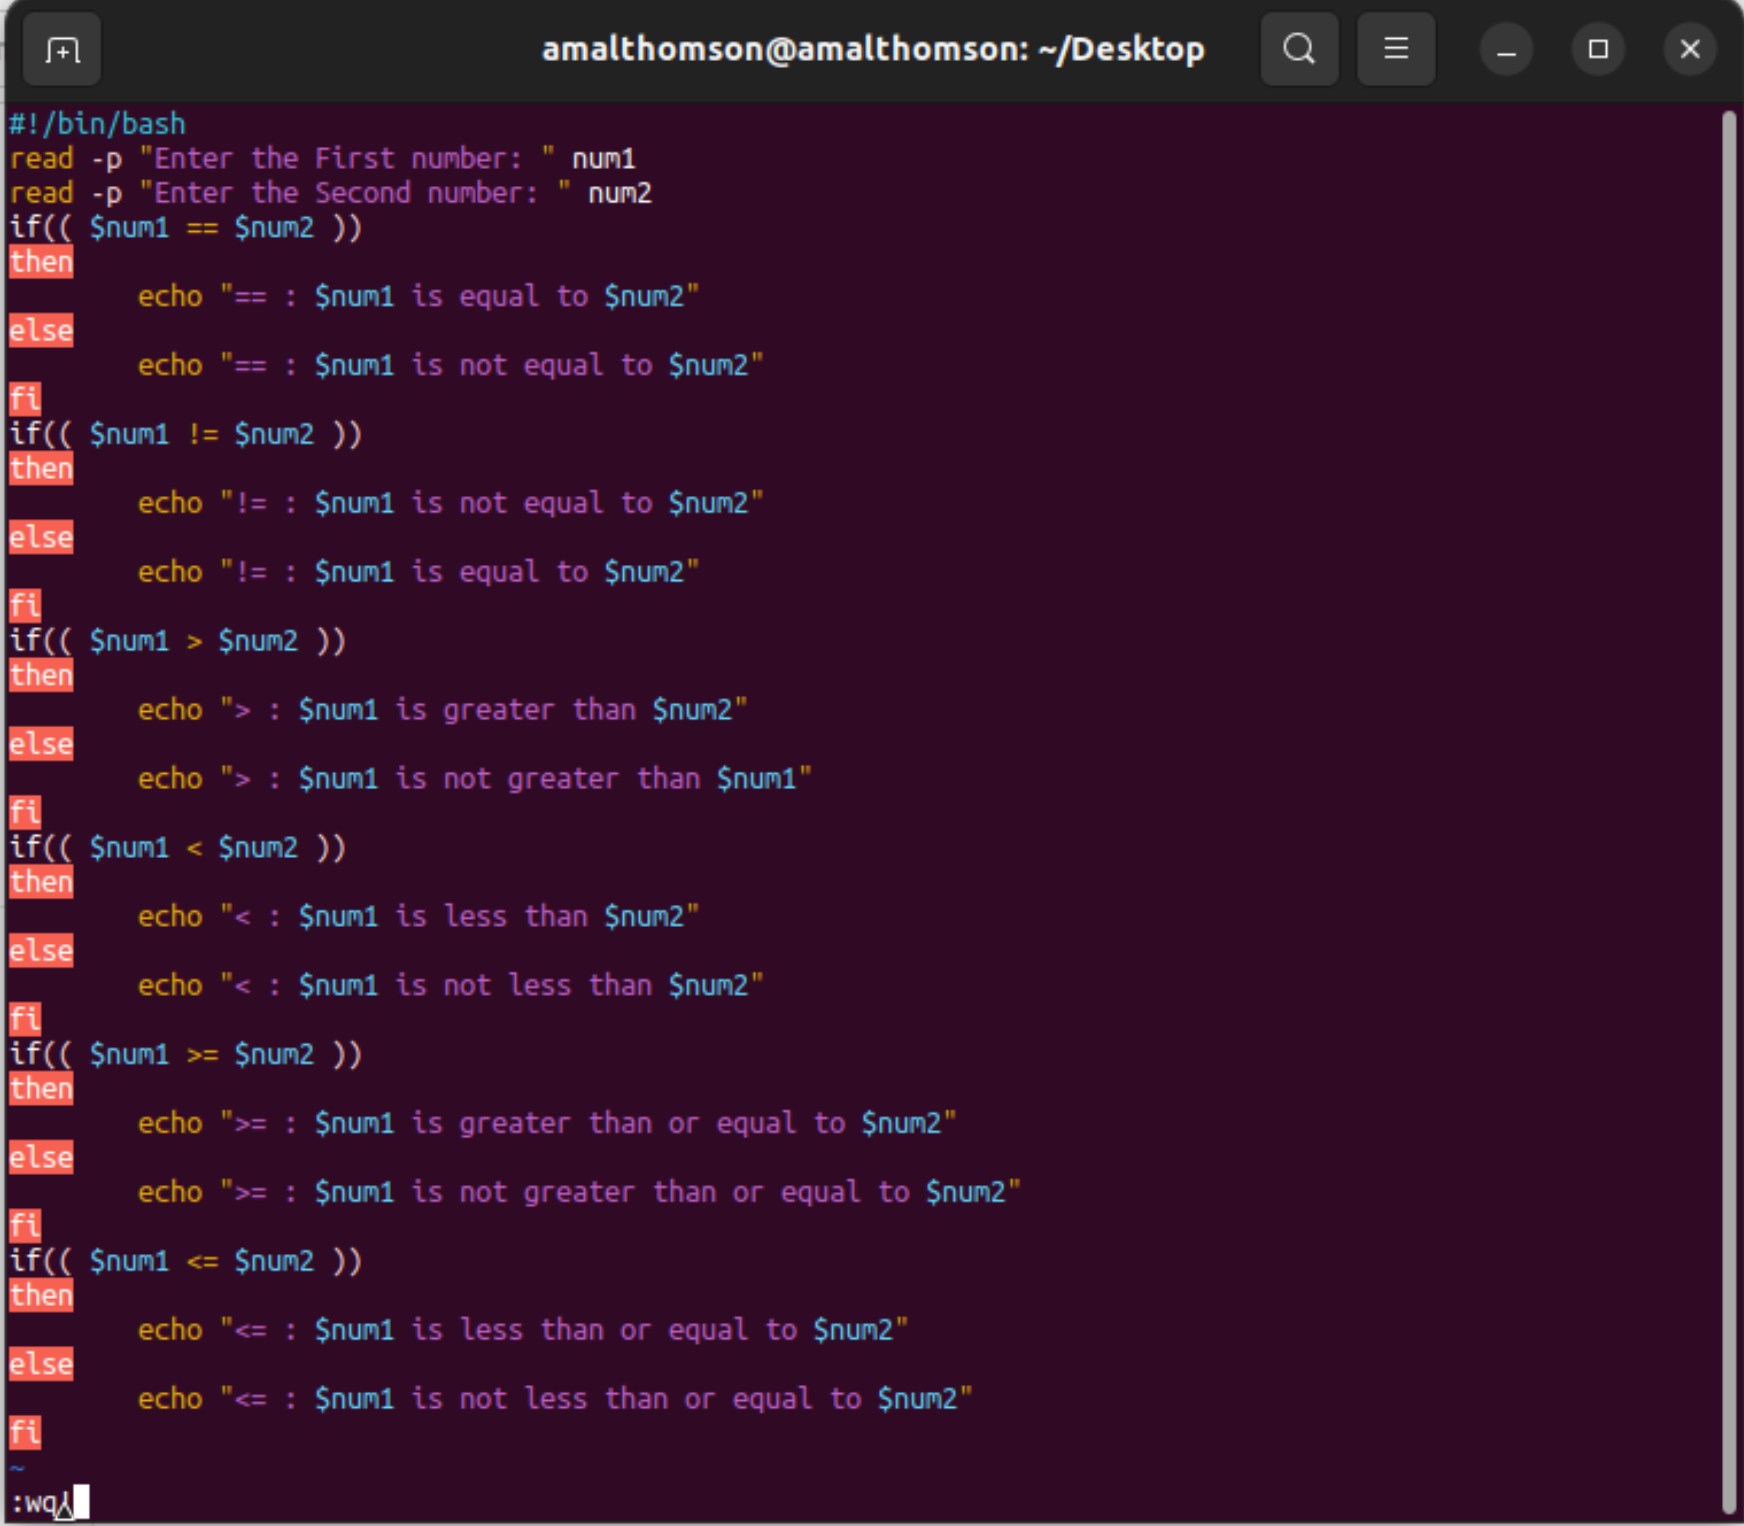 amalthomson@amalthomson: ~/Desktop
#!/bin/bash
read -p "Enter the First number: " num1
read -p "Enter the Second number: " num2
if(( $num1 == $num2 ))
then
        echo "== : $num1 is equal to $num2"
else
        echo "== : $num1 is not equal to $num2"
fi
if(( $num1 != $num2 ))
then
        echo "!= : $num1 is not equal to $num2"
else
        echo "!= : $num1 is equal to $num2"
fi
if(( $num1 > $num2 ))
then
        echo "> : $num1 is greater than $num2"
else
        echo "> : $num1 is not greater than $num1"
fi
if(( $num1 < $num2 ))
then
        echo "< : $num1 is less than $num2"
else
        echo "< : $num1 is not less than $num2"
fi
if(( $num1 >= $num2 ))
then
        echo ">= : $num1 is greater than or equal to $num2"
else
        echo ">= : $num1 is not greater than or equal to $num2"
fi
if(( $num1 <= $num2 ))
then
        echo "<= : $num1 is less than or equal to $num2"
else
        echo "<= : $num1 is not less than or equal to $num2"
fi
~
:wq